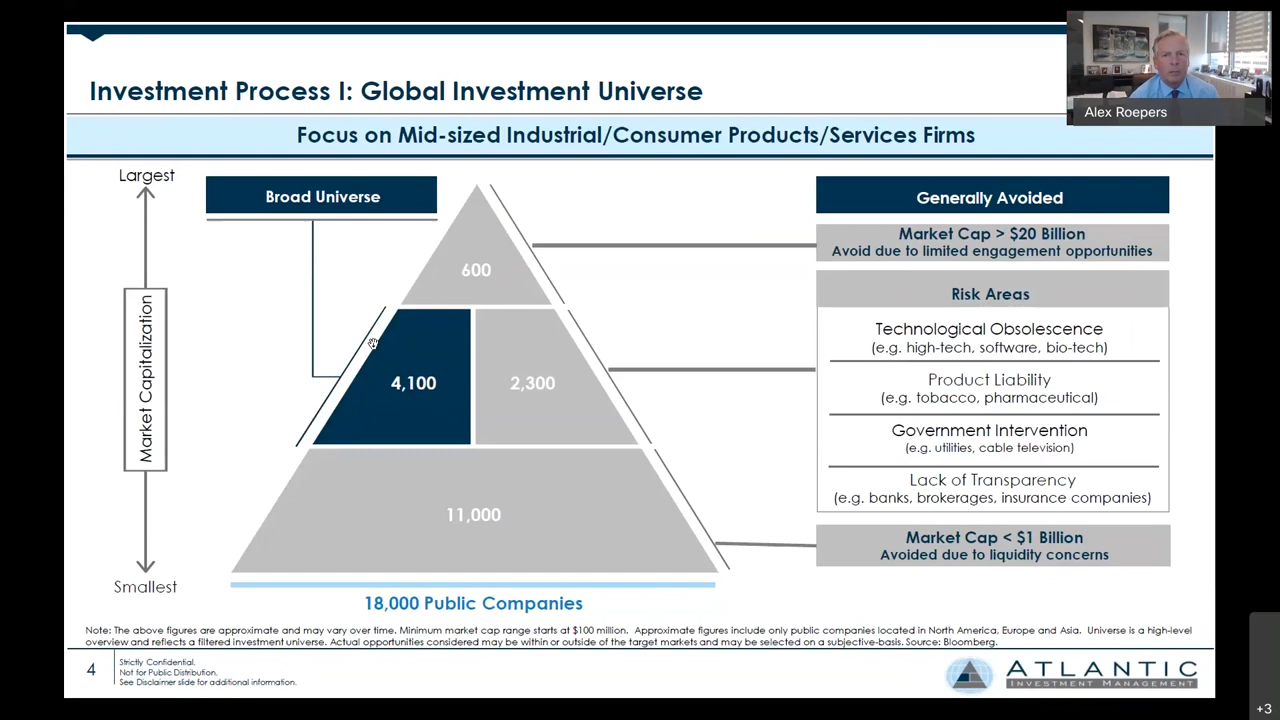 Investment Process I: Global Investment Universe
Alex Roepers
Focus on Mid-sized Industrial/Consumer Products/Services Firms
Largest
Market Capitalization
Smallest
Broad Universe
600
4,100
2,300
11,000
18,000 Public Companies
Generally Avoided
Market Cap > $20 Billion
Avoid due to limited engagement opportunities
Risk Areas
Technological Obsolescence
(e.g. high-tech, software, bio-tech)
Product Liability
(e.g. tobacco, pharmaceutical)
Government Intervention
(e.g. utilities, cable television)
Lack of Transparency
(e.g. banks, brokerages, insurance companies)
Market Cap < $1 Billion
Avoided due to liquidity concerns
Note: The above figures are approximate and may vary over time. Minimum market cap range starts at $100 million. Approximate figures include only public companies located in North America, Europe and Asia. Universe is a high-level
overview and reflects a filtered investment universe. Actual opportunities considered may be within or outside of the target markets and may be selected on a subjective-basis. Source: Bloomberg.
4
Strictly Confidential.
Not for Public Distribution.
See Disclaimer slide for additional information.
ATLANTIC
INVESTMENT MANAGEMENT
+3